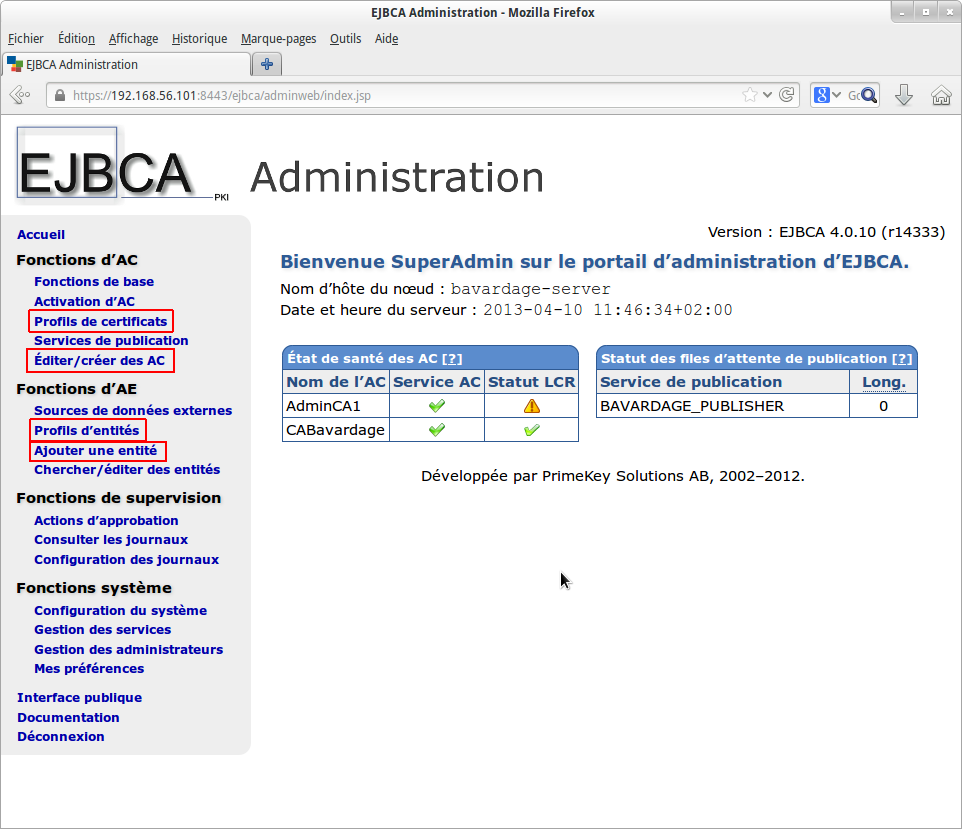 EJBCA Administration - Mozilla Firefox
Fichier Édition Affichage Historique Marque-pages Outils Aide
EJBCA Administration
https://192.168.56.101:8443/ejbca/adminweb/index.jsp
EJBCA PKI Administration
Accueil
Fonctions d’AC
Fonctions de base
Activation d’AC
Profils de certificats
Services de publication
Éditer/créer des AC
Fonctions d’AE
Sources de données externes
Profils d’entités
Ajouter une entité
Chercher/éditer des entités
Fonctions de supervision
Actions d’approbation
Consulter les journaux
Configuration des journaux
Fonctions système
Configuration du système
Gestion des services
Gestion des administrateurs
Mes préférences
Interface publique
Documentation
Déconnexion
Version : EJBCA 4.0.10 (r14333)
Bienvenue SuperAdmin sur le portail d’administration d’EJBCA.
Nom d’hôte du nœud : bavardage-server
Date et heure du serveur : 2013-04-10 11:46:34+02:00
État de santé des AC [?]
Nom de l’AC Service AC Statut LCR
AdminCA1
CABavardage
Statut des files d’attente de publication [?]
Service de publication Long.
BAVARDAGE_PUBLISHER 0
Développée par PrimeKey Solutions AB, 2002–2012.